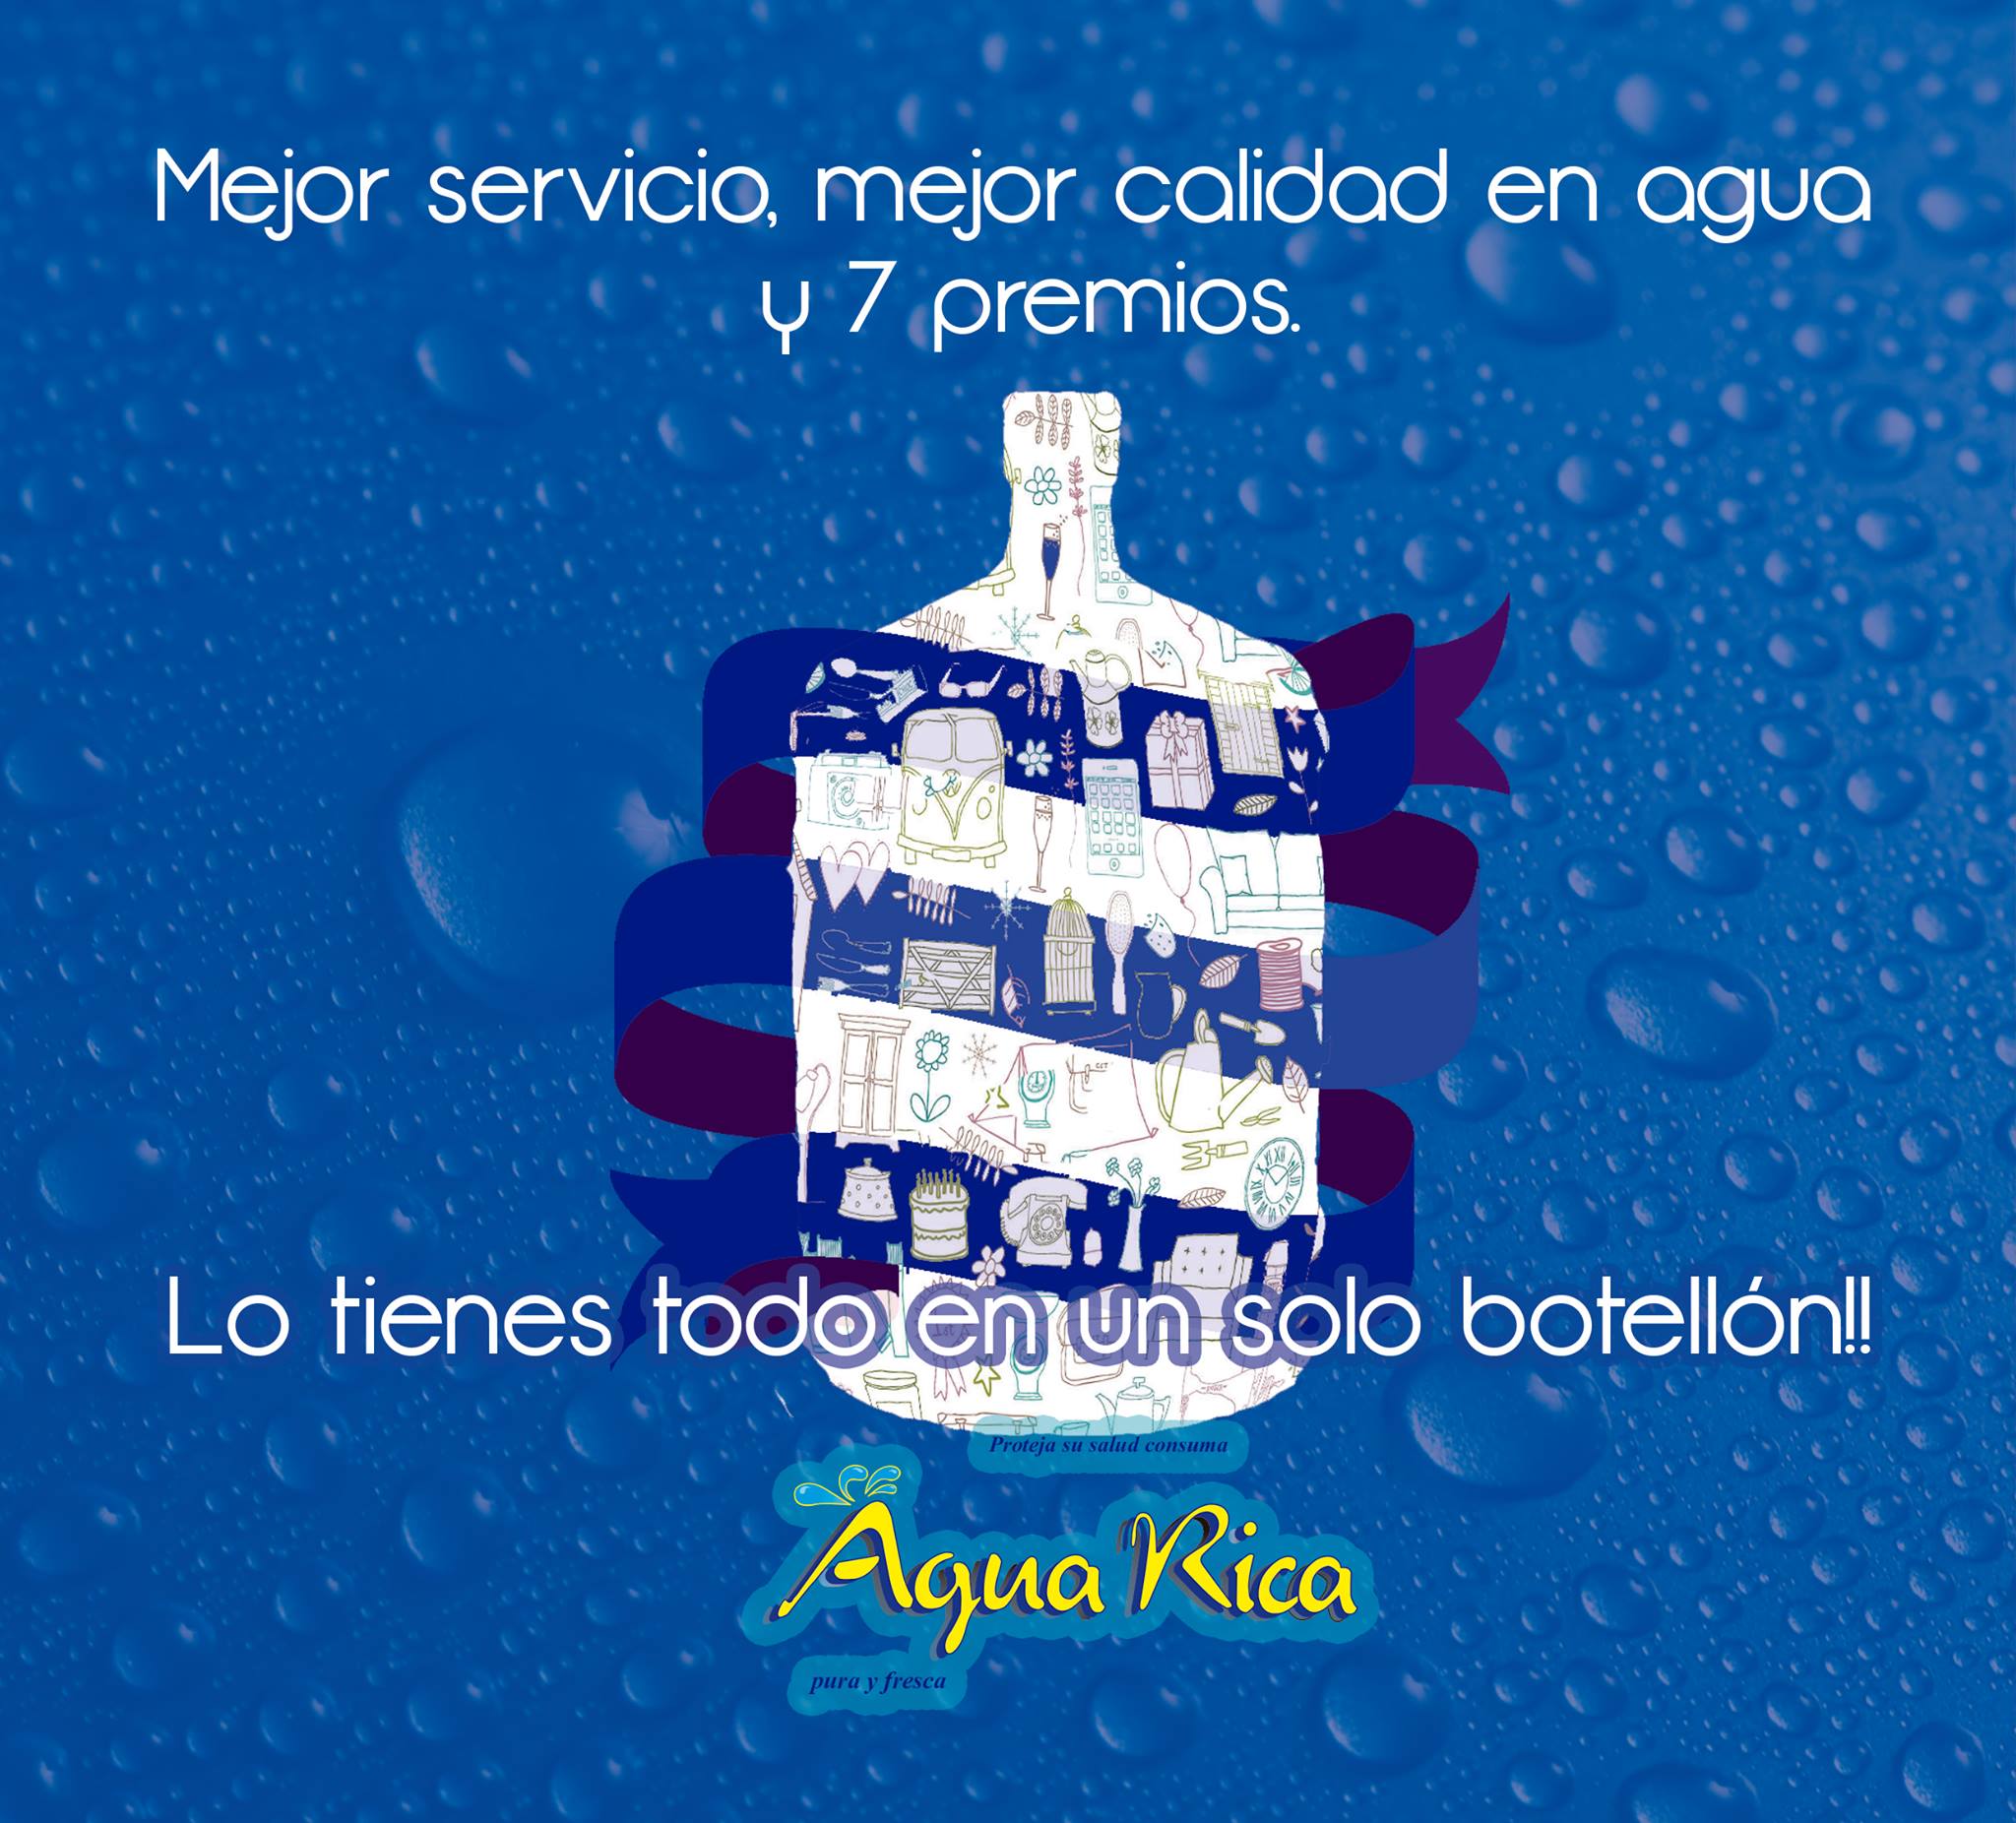 Mejor servicio, mejor calidad en agua
y 7 premios.
Lo tienes todo en un solo botellón!!
Proteja su salud consuma
Agua Rica
pura y fresca